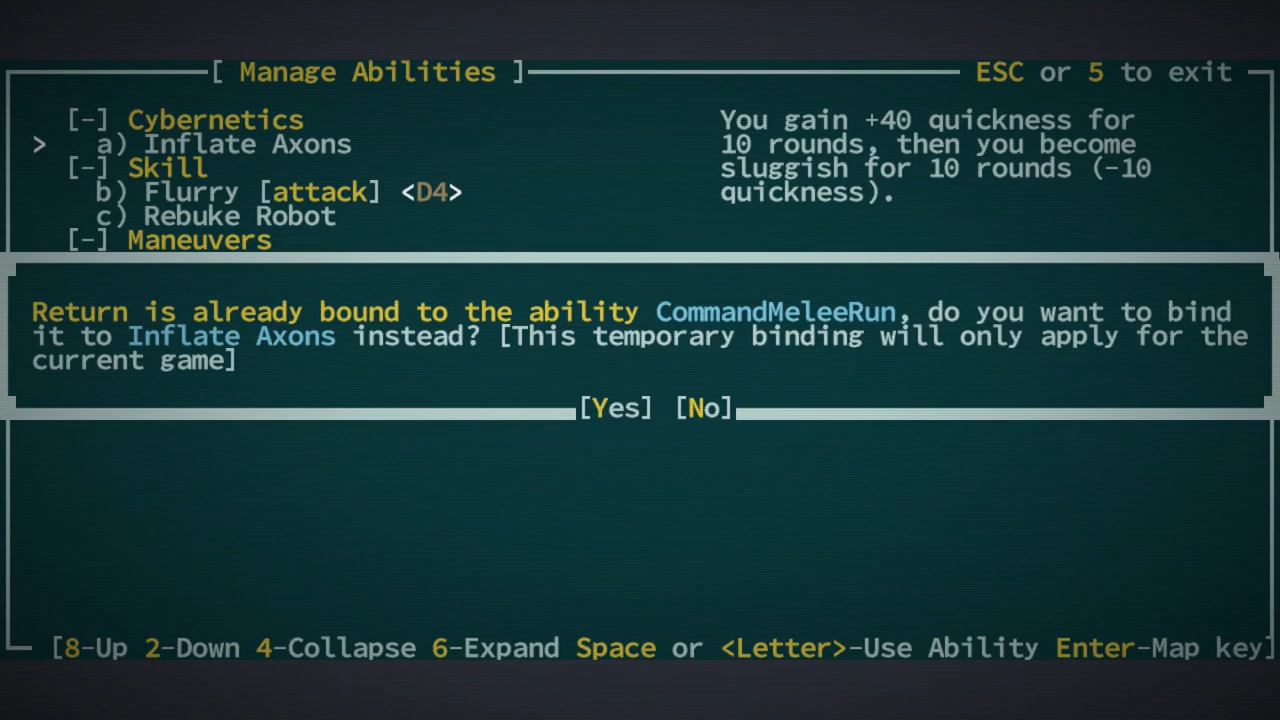 [ Manage Abilities ] ESC or 5 to exit
[-] Cybernetics
> a) Inflate Axons
[-] Skill
b) Flurry [attack] <D4>
c) Rebuke Robot
[-] Maneuvers
You gain +40 quickness for
10 rounds, then you become
sluggish for 10 rounds (-10
quickness).
Return is already bound to the ability CommandMeleeRun, do you want to bind
it to Inflate Axons instead? [This temporary binding will only apply for the
current game]
[Yes] [No]
[8-Up 2-Down 4-Collapse 6-Expand Space or <Letter>-Use Ability Enter-Map key]